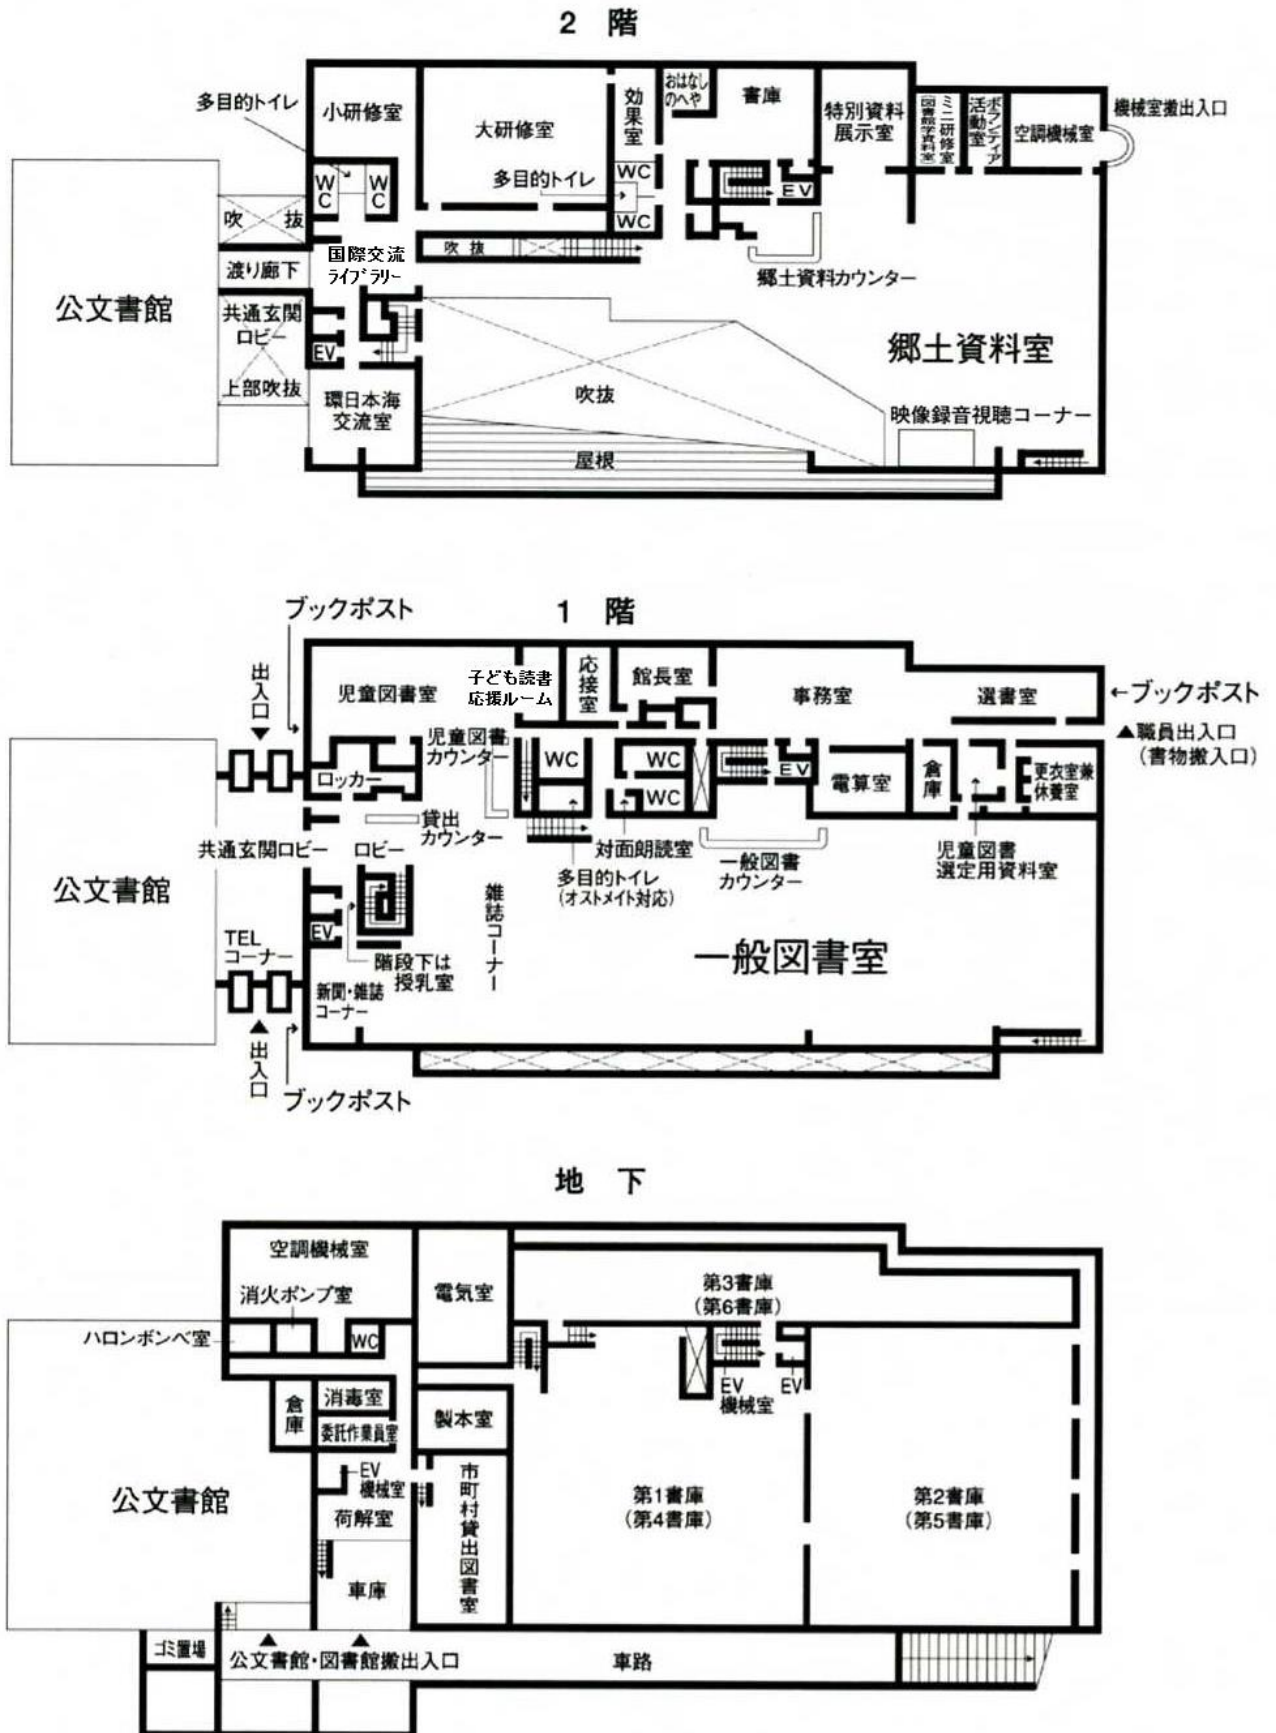 2 階
多目的トイレ
小研修室
大研修室
効果室
おはなし
のへや
書庫
特別資料
展示室
ミニ研修室
(図書館学資料室)
ボランティア
活動室
空調機械室
機械室搬出入口
WC
WC
多目的トイレ
WC
WC
EV
吹 抜
渡り廊下
国際交流
ライブラリー
吹 抜
郷土資料カウンター
公文書館
共通玄関
ロビー
上部吹抜
EV
環日本海
交流室
吹抜
屋根
郷土資料室
映像録音視聴コーナー
1 階
ブックポスト
出入口
児童図書室
子ども読書
応援ルーム
応接室
館長室
事務室
選書室
←ブックポスト
▲職員出入口
(書物搬入口)
ロッカー
児童図書
カウンター
WC
WC
WC
EV
電算室
倉庫
更衣室兼
休養室
貸出
カウンター
共通玄関ロビー
ロビー
対面朗読室
多目的トイレ
(オストメイト対応)
一般図書
カウンター
児童図書
選定用資料室
公文書館
雑誌コーナー
EV
TEL
コーナー
階段下は
授乳室
新聞・雑誌
コーナー
一般図書室
出入口
ブックポスト
地 下
空調機械室
消火ポンプ室
ハロンボンベ室
WC
電気室
第3書庫
(第6書庫)
EV
機械室
EV
倉庫
消毒室
委託作業員室
製本室
公文書館
EV
機械室
荷解室
車庫
市町村貸出図書室
第1書庫
(第4書庫)
第2書庫
(第5書庫)
ゴミ置場
公文書館・図書館搬出入口
車路